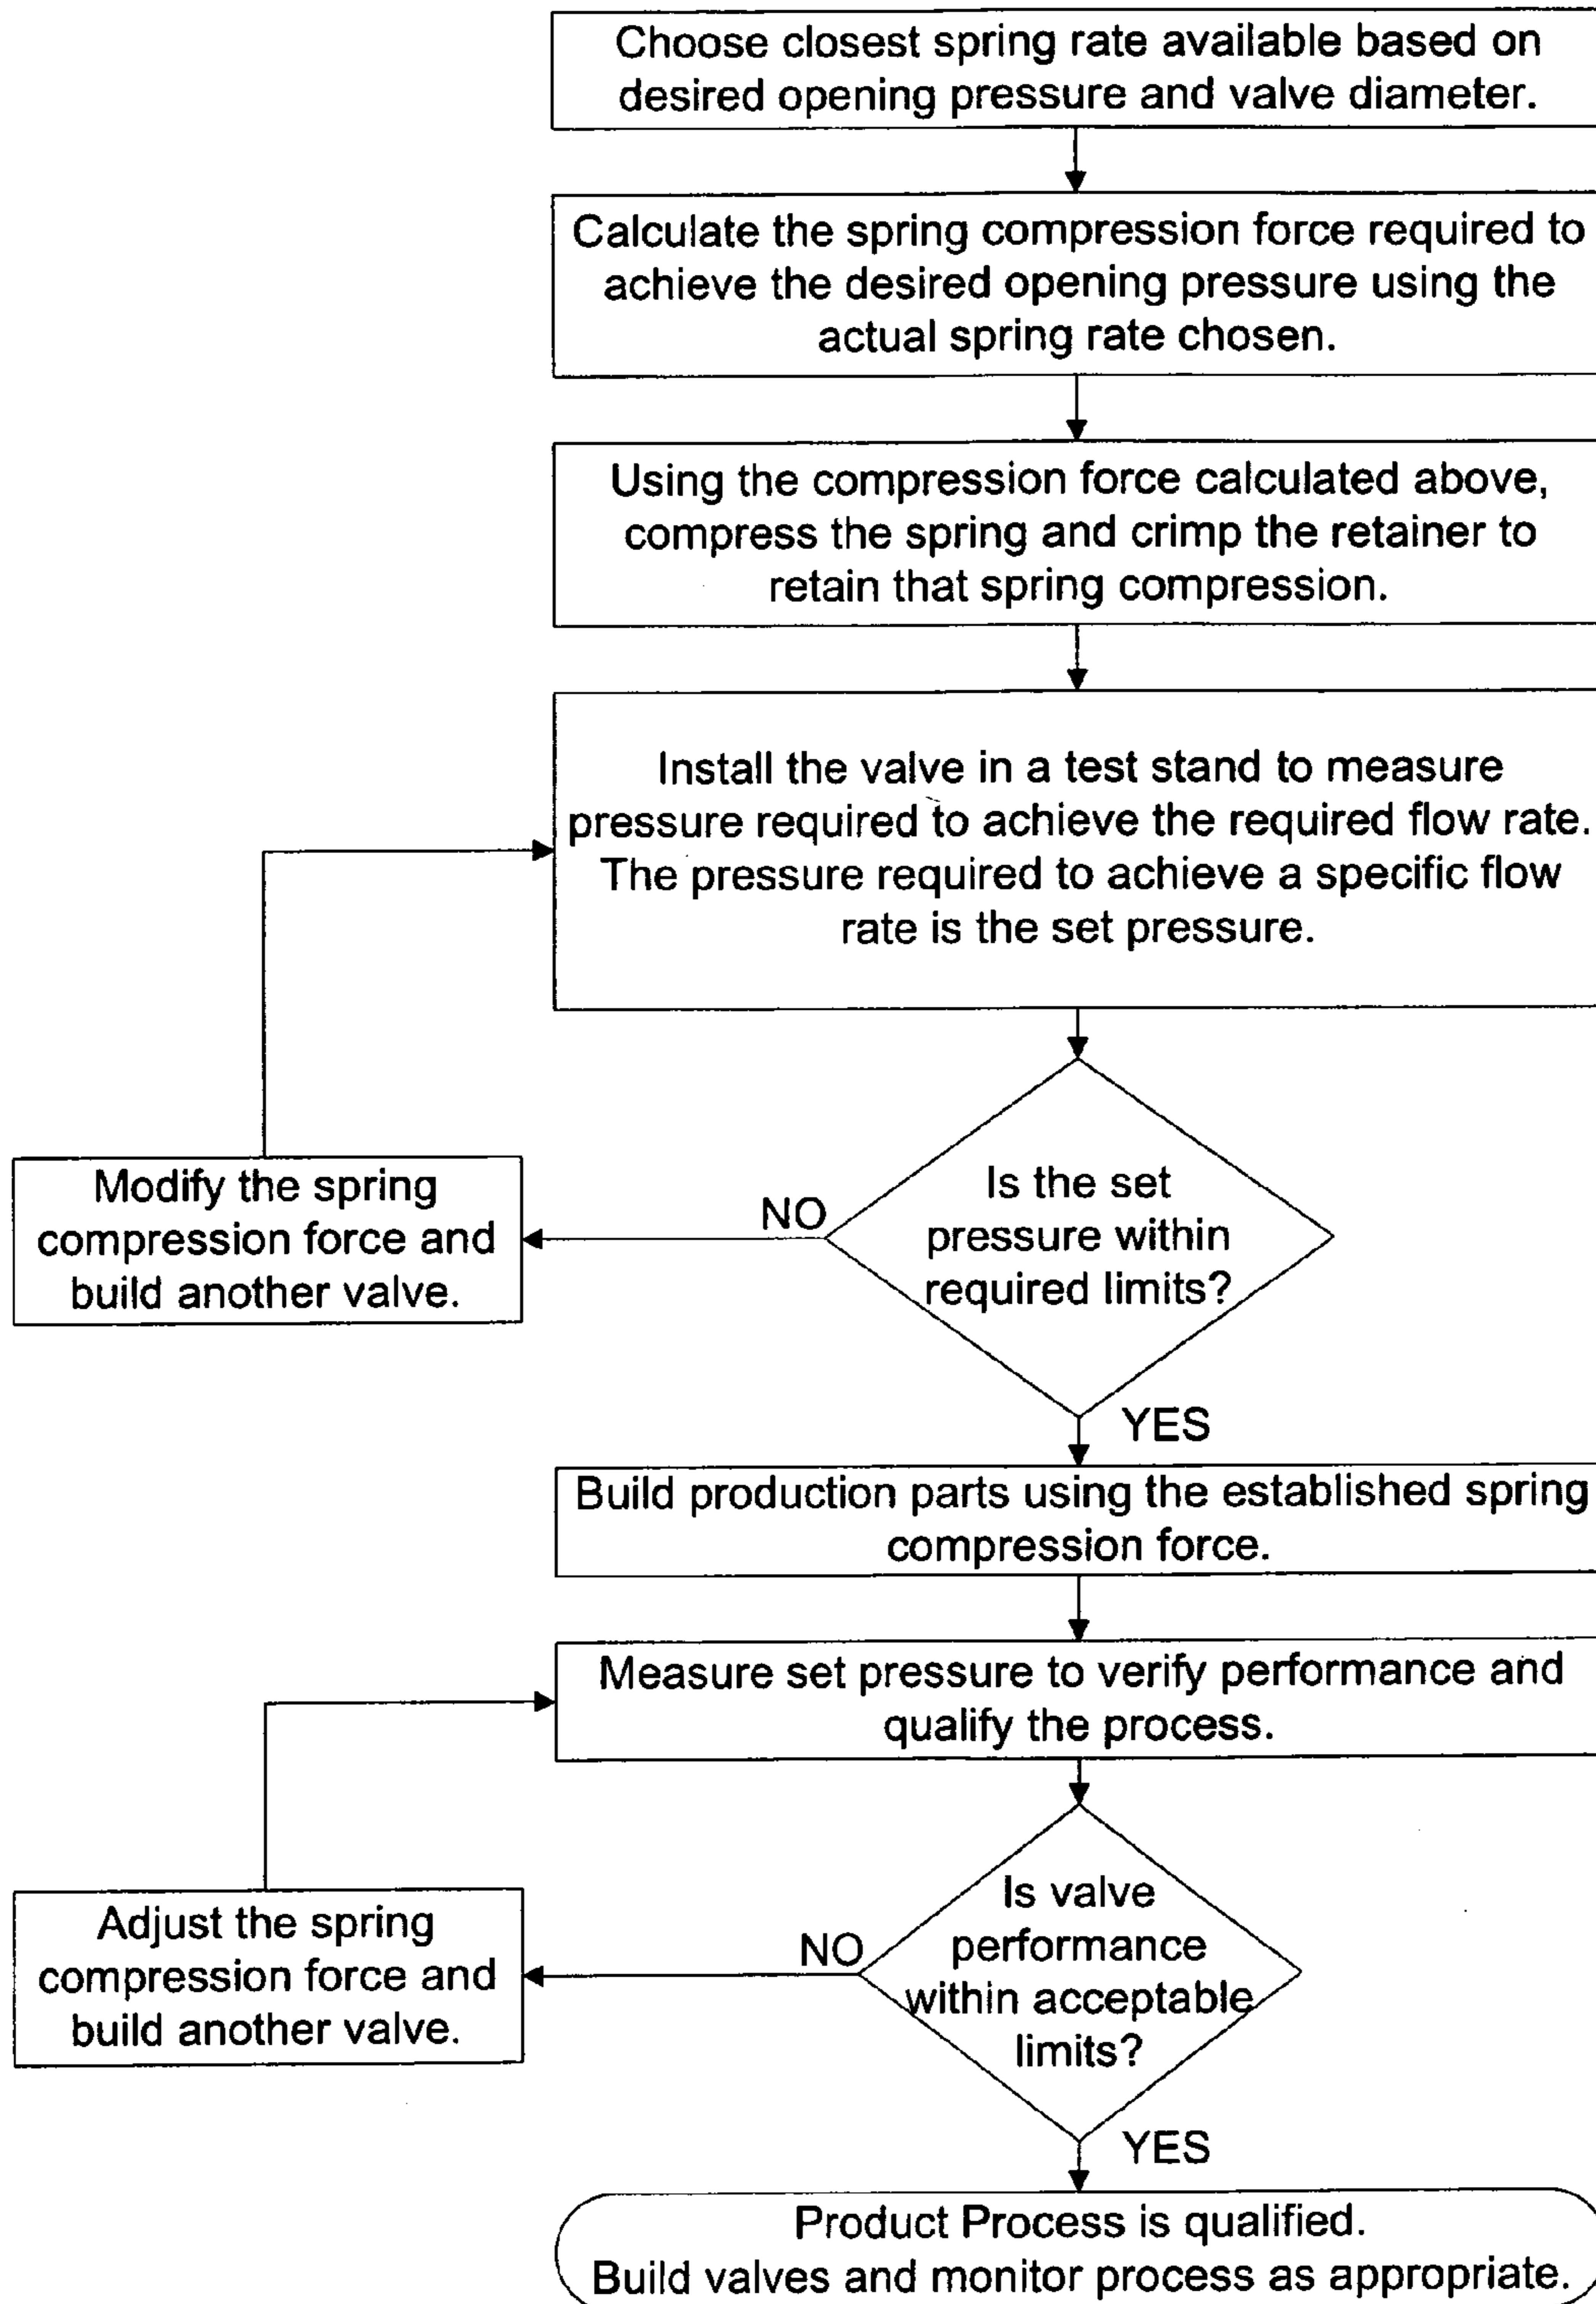 Choose closest spring rate available based on
desired opening pressure and valve diameter.
Calculate the spring compression force required to
achieve the desired opening pressure using the
actual spring rate chosen.
Using the compression force calculated above,
compress the spring and crimp the retainer to
retain that spring compression.
Install the valve in a test stand to measure
pressure required to achieve the required flow rate.
The pressure required to achieve a specific flow
rate is the set pressure.
Is the set
pressure within
required limits?
NO
Modify the spring
compression force and
build another valve.
YES
Build production parts using the established spring
compression force.
Measure set pressure to verify performance and
qualify the process.
Is valve
performance
within acceptable
limits?
NO
Adjust the spring
compression force and
build another valve.
YES
Product Process is qualified.
Build valves and monitor process as appropriate.